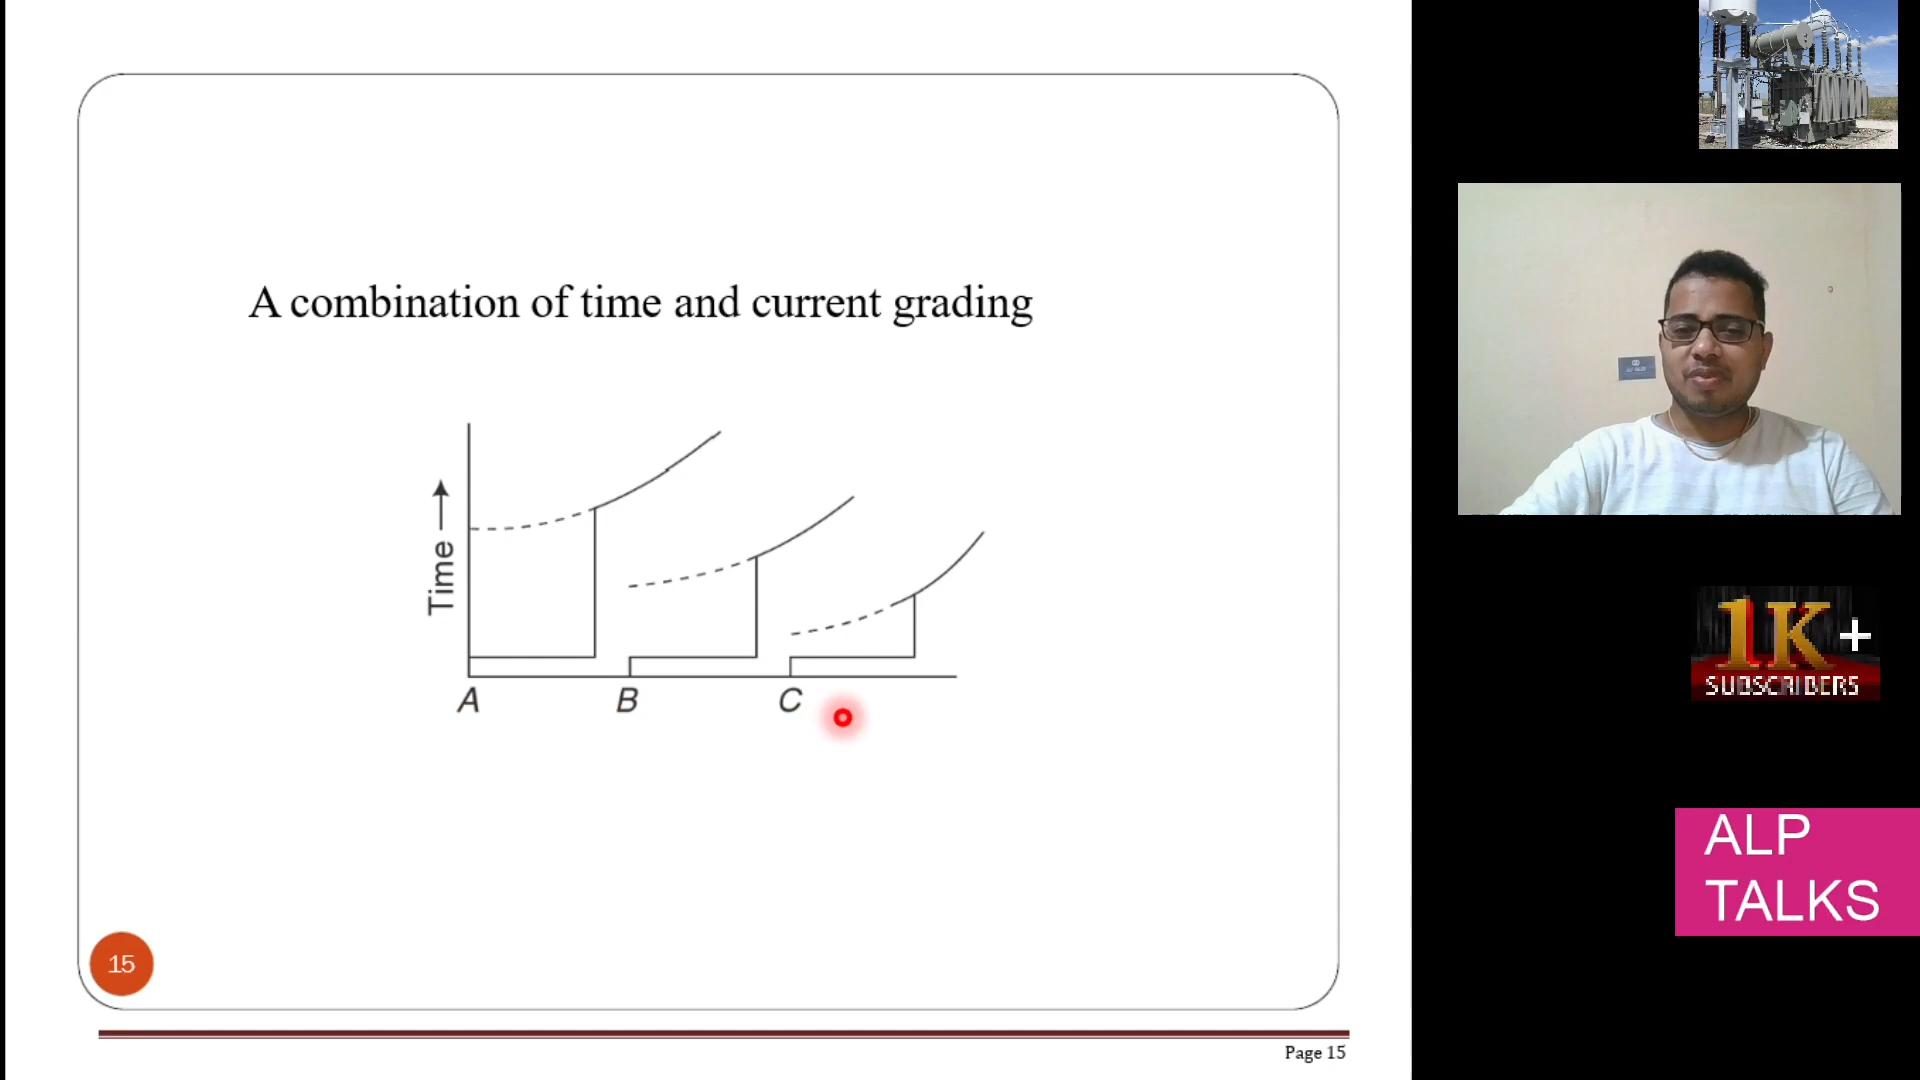 A combination of time and current grading
Time
A
B
C
15
Page 15
1K+
SUBSCRIBERS
ALP
TALKS